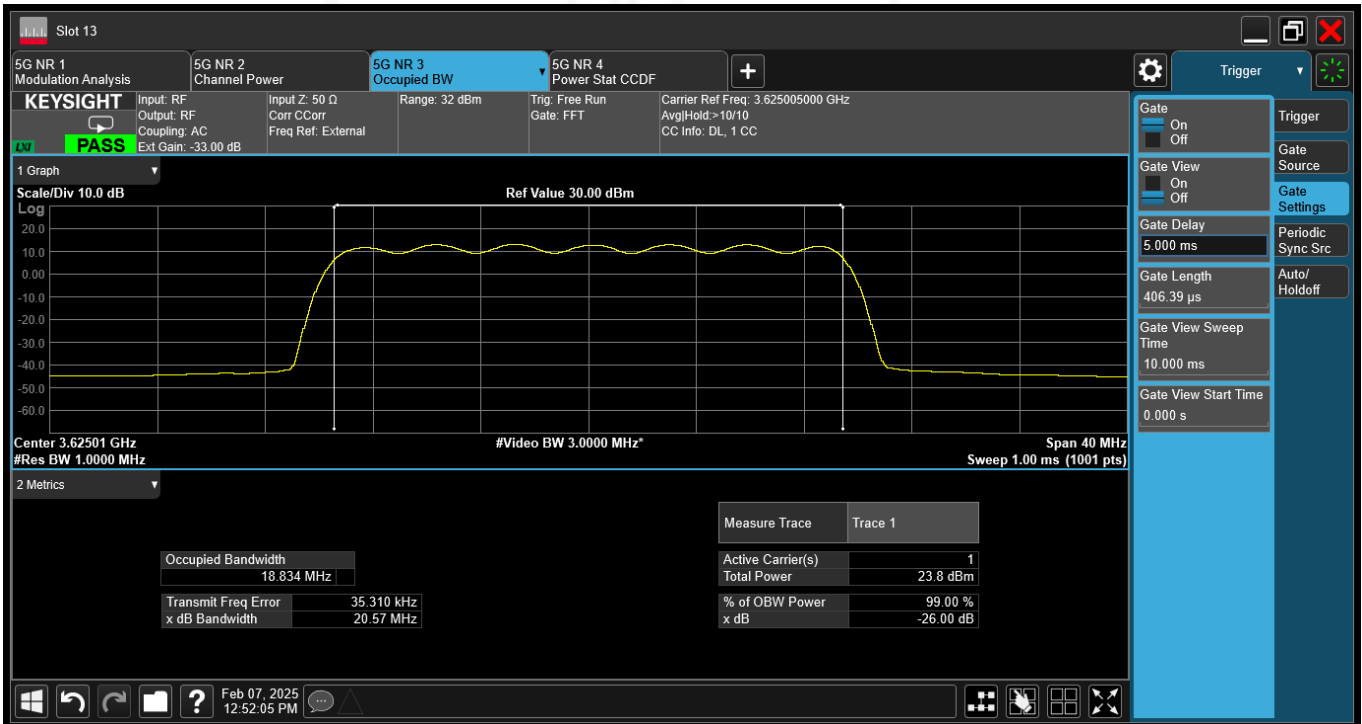 Slot 13
5G NR 1
Modulation Analysis
5G NR 2
Channel Power
5G NR 3
Occupied BW
5G NR 4
Power Stat CCDF
Trigger
KEYSIGHT
LXI
PASS
Input: RF
Output: RF
Coupling: AC
Ext Gain: -33.00 dB
Input Z: 50 Ω
Corr CCorr
Freq Ref: External
Range: 32 dBm
Trig: Free Run
Gate: FFT
Carrier Ref Freq: 3.625005000 GHz
Avg|Hold:>10/10
CC Info: DL, 1 CC
1 Graph
Scale/Div 10.0 dB
Ref Value 30.00 dBm
Log
20.0
10.0
0.00
-10.0
-20.0
-30.0
-40.0
-50.0
-60.0
Center 3.62501 GHz
#Video BW 3.0000 MHz*
Span 40 MHz
#Res BW 1.0000 MHz
Sweep 1.00 ms (1001 pts)
2 Metrics
Measure Trace Trace 1
Occupied Bandwidth
18.834 MHz
Transmit Freq Error 35.310 kHz
x dB Bandwidth 20.57 MHz
Active Carrier(s) 1
Total Power 23.8 dBm
% of OBW Power 99.00 %
x dB -26.00 dB
Gate
On
Off
Gate View
On
Off
Gate Delay
5.000 ms
Gate Length
406.39 µs
Gate View Sweep
Time
10.000 ms
Gate View Start Time
0.000 s
Trigger
Gate
Source
Gate
Settings
Periodic
Sync Src
Auto/
Holdoff
?
Feb 07, 2025
12:52:05 PM